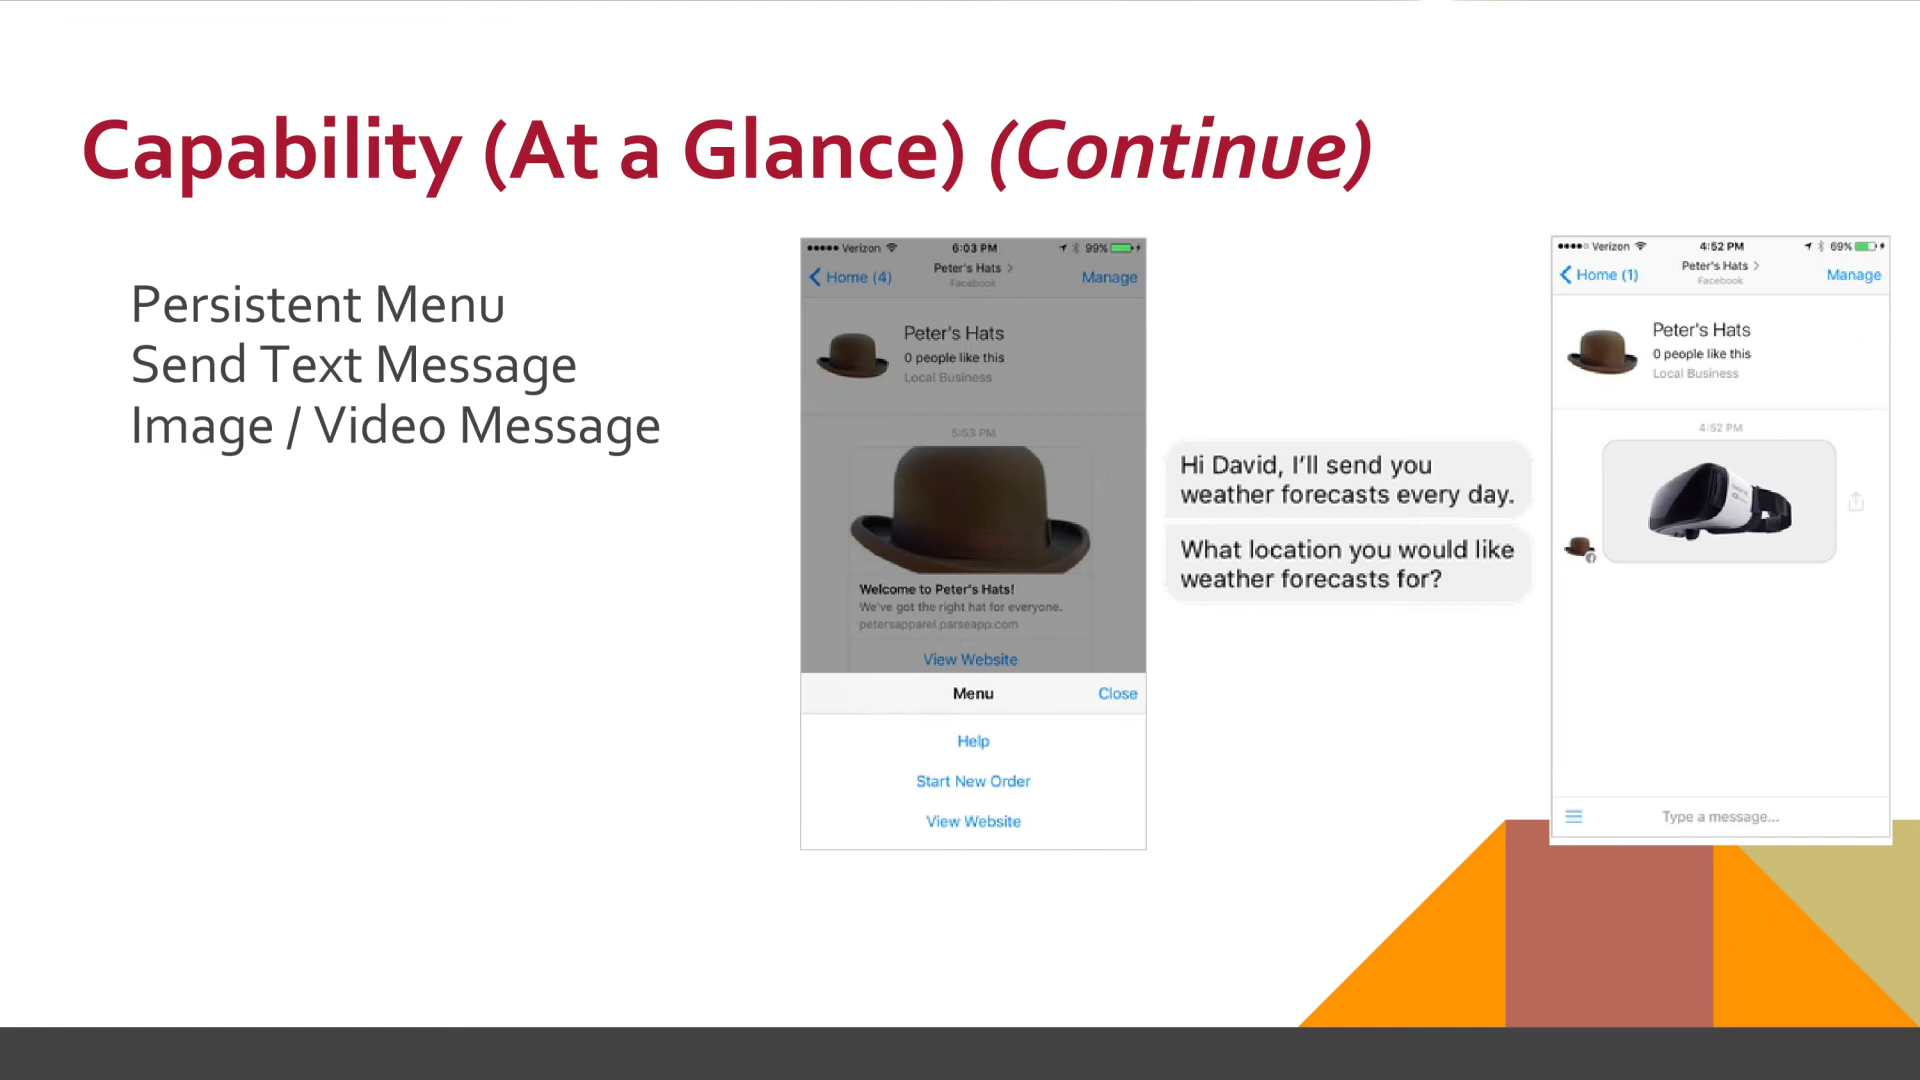 Capability (At a Glance) (Continue)
Persistent Menu
Send Text Message
Image / Video Message
Verizon
6:03 PM
99%
Home (4)
Peter's Hats
Facebook
Manage
Peter's Hats
0 people like this
Local Business
5:53 PM
Welcome to Peter's Hats!
We've got the right hat for everyone.
petersapparel.parseapp.com
View Website
Menu
Close
Help
Start New Order
View Website
Hi David, I’ll send you
weather forecasts every day.
What location you would like
weather forecasts for?
Verizon
4:52 PM
69%
Home (1)
Peter's Hats
Facebook
Manage
Peter's Hats
0 people like this
Local Business
4:52 PM
Type a message...